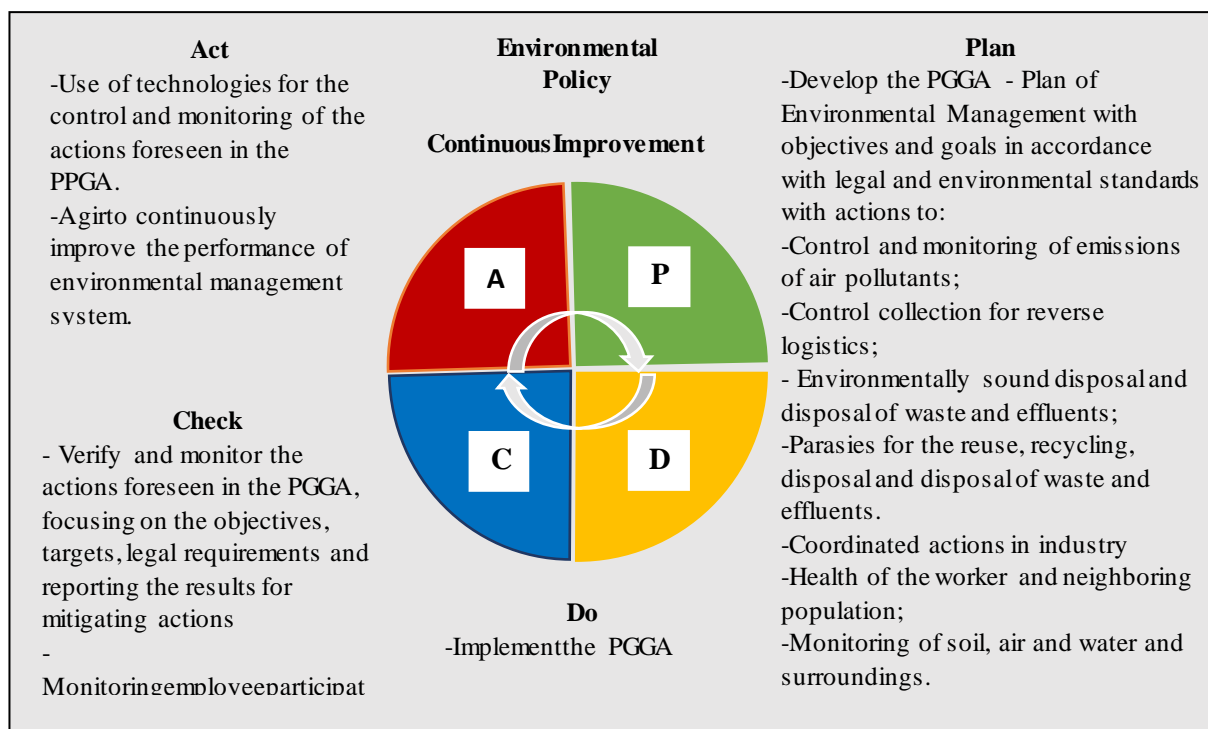 Act
-Use of technologies for the
control and monitoring of the
actions foreseen in the
PPGA.
-Agirto continuously
improve the performance of
environmental management
system.
Check
- Verify and monitor the
actions foreseen in the PGGA,
focusing on the objectives,
targets, legal requirements and
reporting the results for
mitigating actions
-
Monitoringemployeeparticipat
Environmental
Policy
ContinuousImprovement
A
P
C
D
Do
-Implementthe PGGA
Plan
-Develop the PGGA - Plan of
Environmental Management with
objectives and goals in accordance
with legal and environmental standards
with actions to:
-Control and monitoring of emissions
of air pollutants;
-Control collection for reverse
logistics;
- Environmentally sound disposal and
disposal of waste and effluents;
-Parasies for the reuse, recycling,
disposal and disposal of waste and
effluents.
-Coordinated actions in industry
-Health of the worker and neighboring
population;
-Monitoring of soil, air and water and
surroundings.